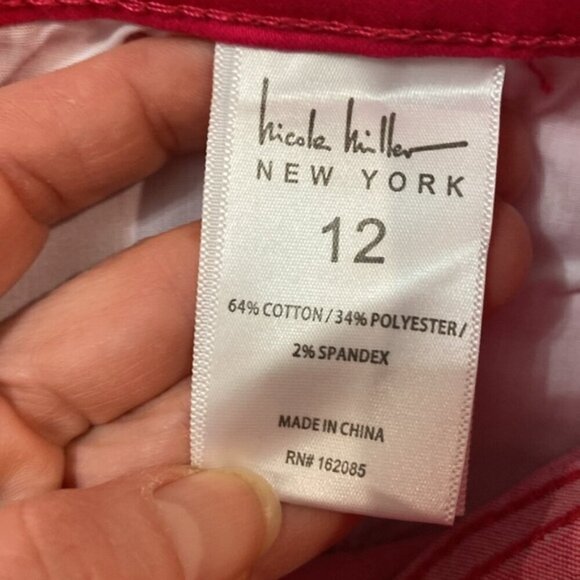 nicole miller
NEW YORK
12
64% COTTON / 34% POLYESTER /
2% SPANDEX
MADE IN CHINA
RN# 162085